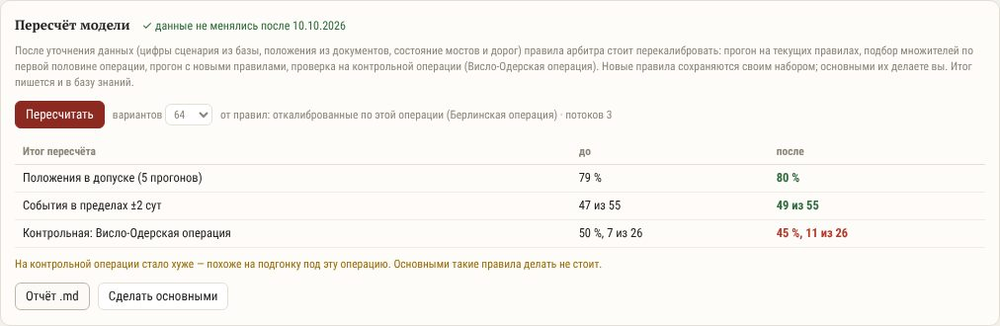 Пересчёт модели ✓ данные не менялись после 10.10.2026
После уточнения данных (цифры сценария из базы, положения из документов, состояние мостов и дорог) правила арбитра стоит перекалибровать: прогон на текущих правилах, подбор множителей по
первой половине операции, прогон с новыми правилами, проверка на контрольной операции (Висло-Одерская операция). Новые правила сохраняются своим набором; основными их делаете вы. Итог
пишется и в базу знаний.
Пересчитать вариантов 64 от правил: откалиброванные по этой операции (Берлинская операция) · потоков 3
Итог пересчёта до после
Положения в допуске (5 прогонов) 79 % 80 %
События в пределах ±2 сут 47 из 55 49 из 55
Контрольная: Висло-Одерская операция 50 %, 7 из 26 45 %, 11 из 26
На контрольной операции стало хуже — похоже на подгонку под эту операцию. Основными такие правила делать не стоит.
Отчёт .md Сделать основными